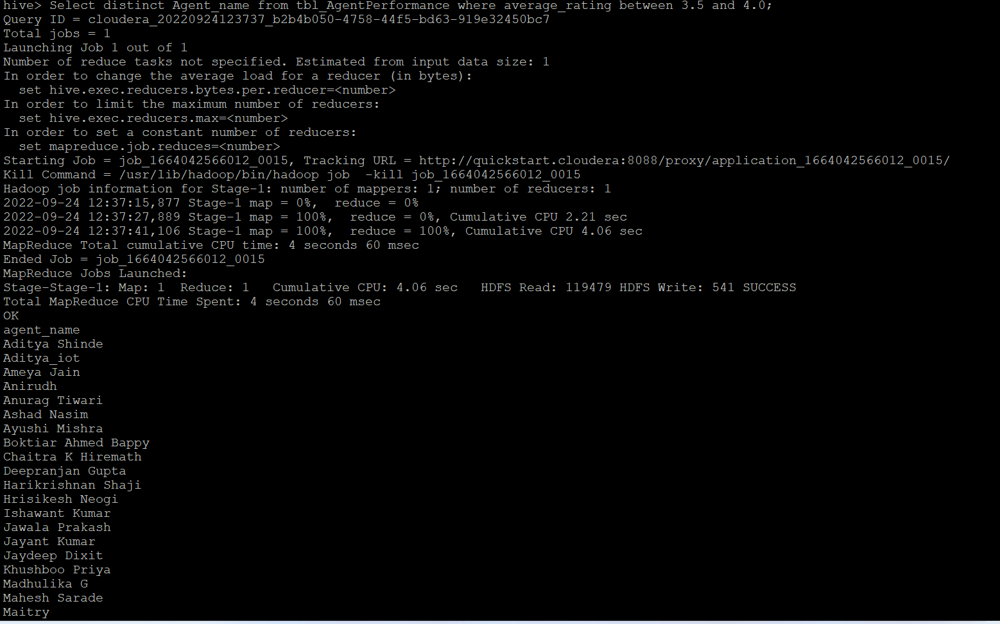 hive> Select distinct Agent_name from tbl_AgentPerformance where average_rating between 3.5 and 4.0;
Query ID = cloudera_20220924123737_b2b4b050-4758-44f5-bd63-919e32450bc7
Total jobs = 1
Launching Job 1 out of 1
Number of reduce tasks not specified. Estimated from input data size: 1
In order to change the average load for a reducer (in bytes):
  set hive.exec.reducers.bytes.per.reducer=<number>
In order to limit the maximum number of reducers:
  set hive.exec.reducers.max=<number>
In order to set a constant number of reducers:
  set mapreduce.job.reduces=<number>
Starting Job = job_1664042566012_0015, Tracking URL = http://quickstart.cloudera:8088/proxy/application_1664042566012_0015/
Kill Command = /usr/lib/hadoop/bin/hadoop job  -kill job_1664042566012_0015
Hadoop job information for Stage-1: number of mappers: 1; number of reducers: 1
2022-09-24 12:37:15,877 Stage-1 map = 0%,  reduce = 0%
2022-09-24 12:37:27,889 Stage-1 map = 100%,  reduce = 0%, Cumulative CPU 2.21 sec
2022-09-24 12:37:41,106 Stage-1 map = 100%,  reduce = 100%, Cumulative CPU 4.06 sec
MapReduce Total cumulative CPU time: 4 seconds 60 msec
Ended Job = job_1664042566012_0015
MapReduce Jobs Launched:
Stage-Stage-1: Map: 1  Reduce: 1   Cumulative CPU: 4.06 sec   HDFS Read: 119479 HDFS Write: 541 SUCCESS
Total MapReduce CPU Time Spent: 4 seconds 60 msec
OK
agent_name
Aditya Shinde
Aditya_iot
Ameya Jain
Anirudh
Anurag Tiwari
Ashad Nasim
Ayushi Mishra
Boktiar Ahmed Bappy
Chaitra K Hiremath
Deepranjan Gupta
Harikrishnan Shaji
Hrisikesh Neogi
Ishawant Kumar
Jawala Prakash
Jayant Kumar
Jaydeep Dixit
Khushboo Priya
Madhulika G
Mahesh Sarade
Maitry